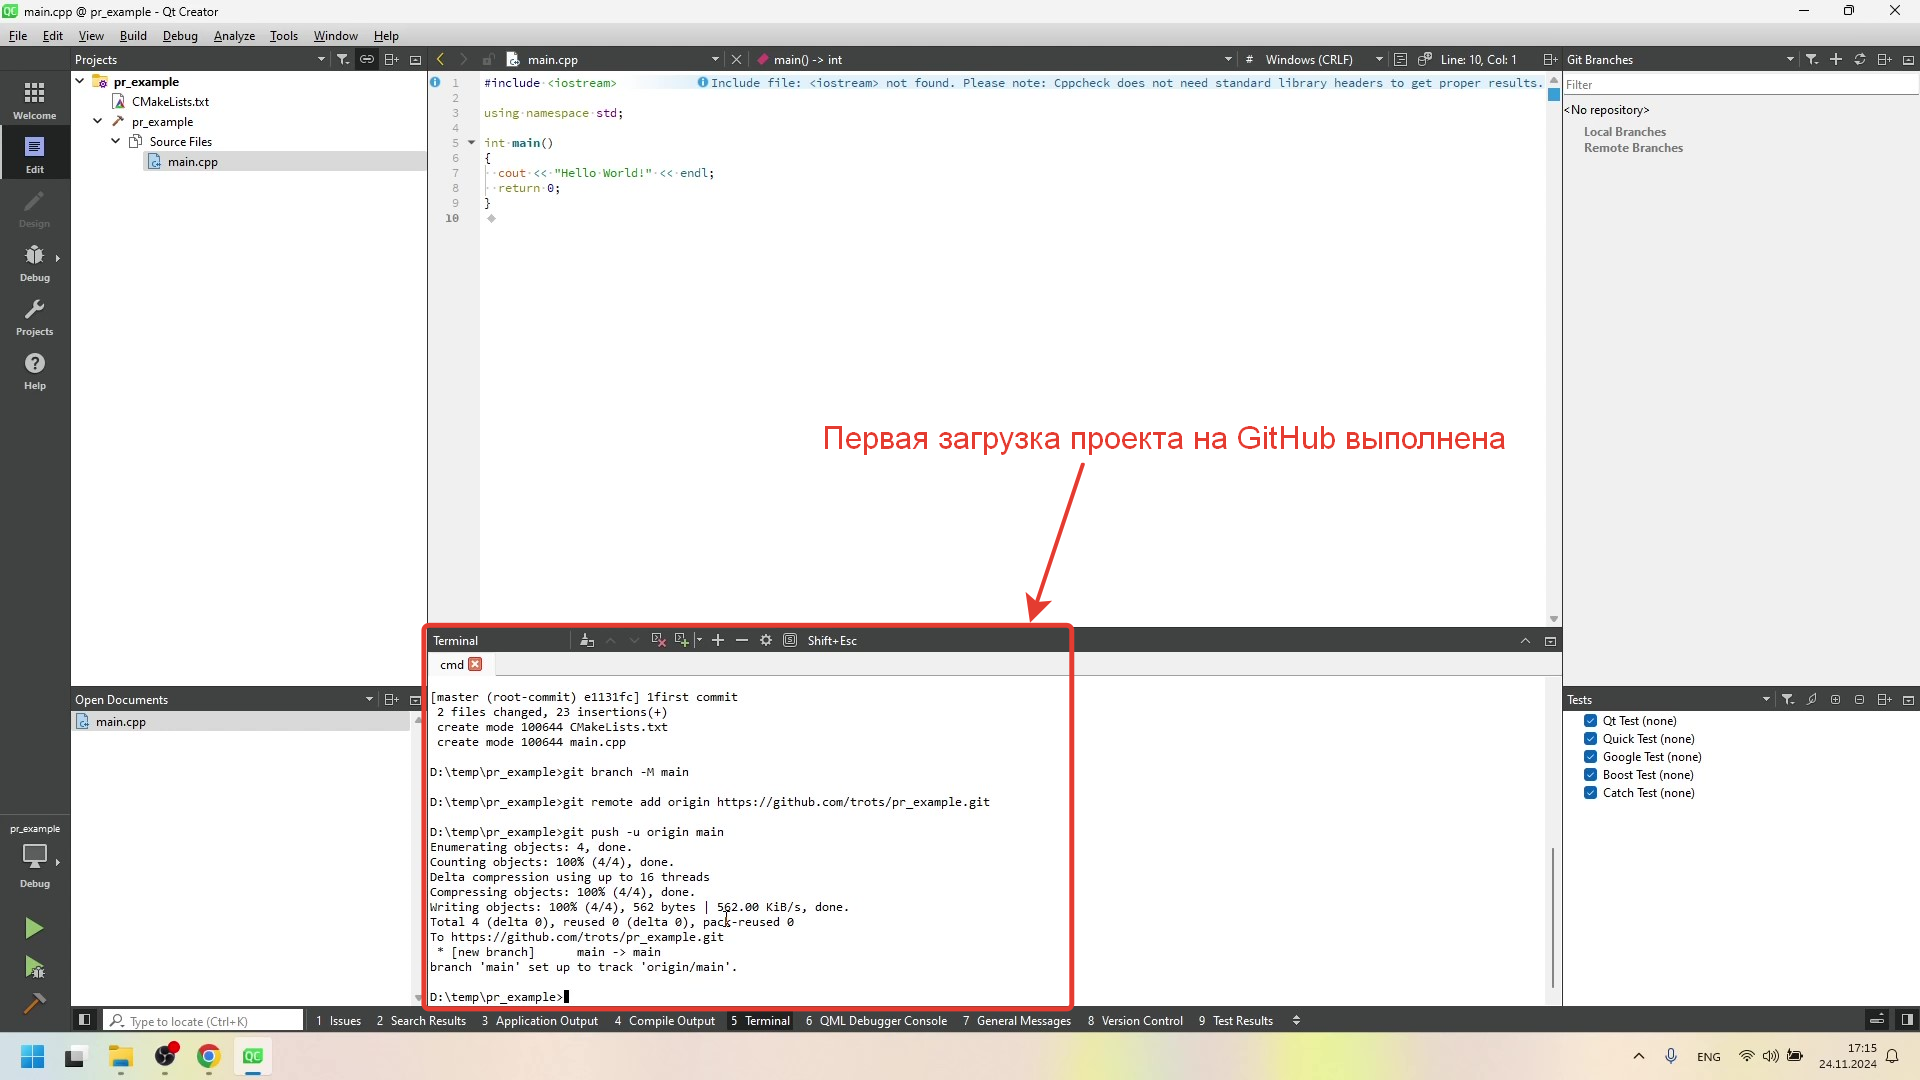 main.cpp @ pr_example - Qt Creator
File Edit View Build Debug Analyze Tools Window Help
Projects
main.cpp
main() -> int
# Windows (CRLF)
Line: 10, Col: 1
Git Branches
Welcome
Edit
Design
Debug
Projects
Help
pr_example
CMakeLists.txt
pr_example
Source Files
main.cpp
1 #include <iostream>
Include file: <iostream> not found. Please note: Cppcheck does not need standard library headers to get proper results.
2
3 using namespace std;
4
5 int main()
6 {
7 cout << "Hello World!" << endl;
8 return 0;
9 }
10
Filter
<No repository>
Local Branches
Remote Branches
Первая загрузка проекта на GitHub выполнена
Terminal
Shift+Esc
cmd
[master (root-commit) e1131fc] 1first commit
2 files changed, 23 insertions(+)
create mode 100644 CMakeLists.txt
create mode 100644 main.cpp
D:\temp\pr_example>git branch -M main
D:\temp\pr_example>git remote add origin https://github.com/trots/pr_example.git
D:\temp\pr_example>git push -u origin main
Enumerating objects: 4, done.
Counting objects: 100% (4/4), done.
Delta compression using up to 16 threads
Compressing objects: 100% (4/4), done.
Writing objects: 100% (4/4), 562 bytes | 562.00 KiB/s, done.
Total 4 (delta 0), reused 0 (delta 0), pack-reused 0
To https://github.com/trots/pr_example.git
* [new branch] main -> main
branch 'main' set up to track 'origin/main'.
D:\temp\pr_example>
Open Documents
main.cpp
Tests
Qt Test (none)
Quick Test (none)
Google Test (none)
Boost Test (none)
Catch Test (none)
pr_example
Debug
Type to locate (Ctrl+K)
1 Issues 2 Search Results 3 Application Output 4 Compile Output 5 Terminal 6 QML Debugger Console 7 General Messages 8 Version Control 9 Test Results
QC
ENG
17:15
24.11.2024